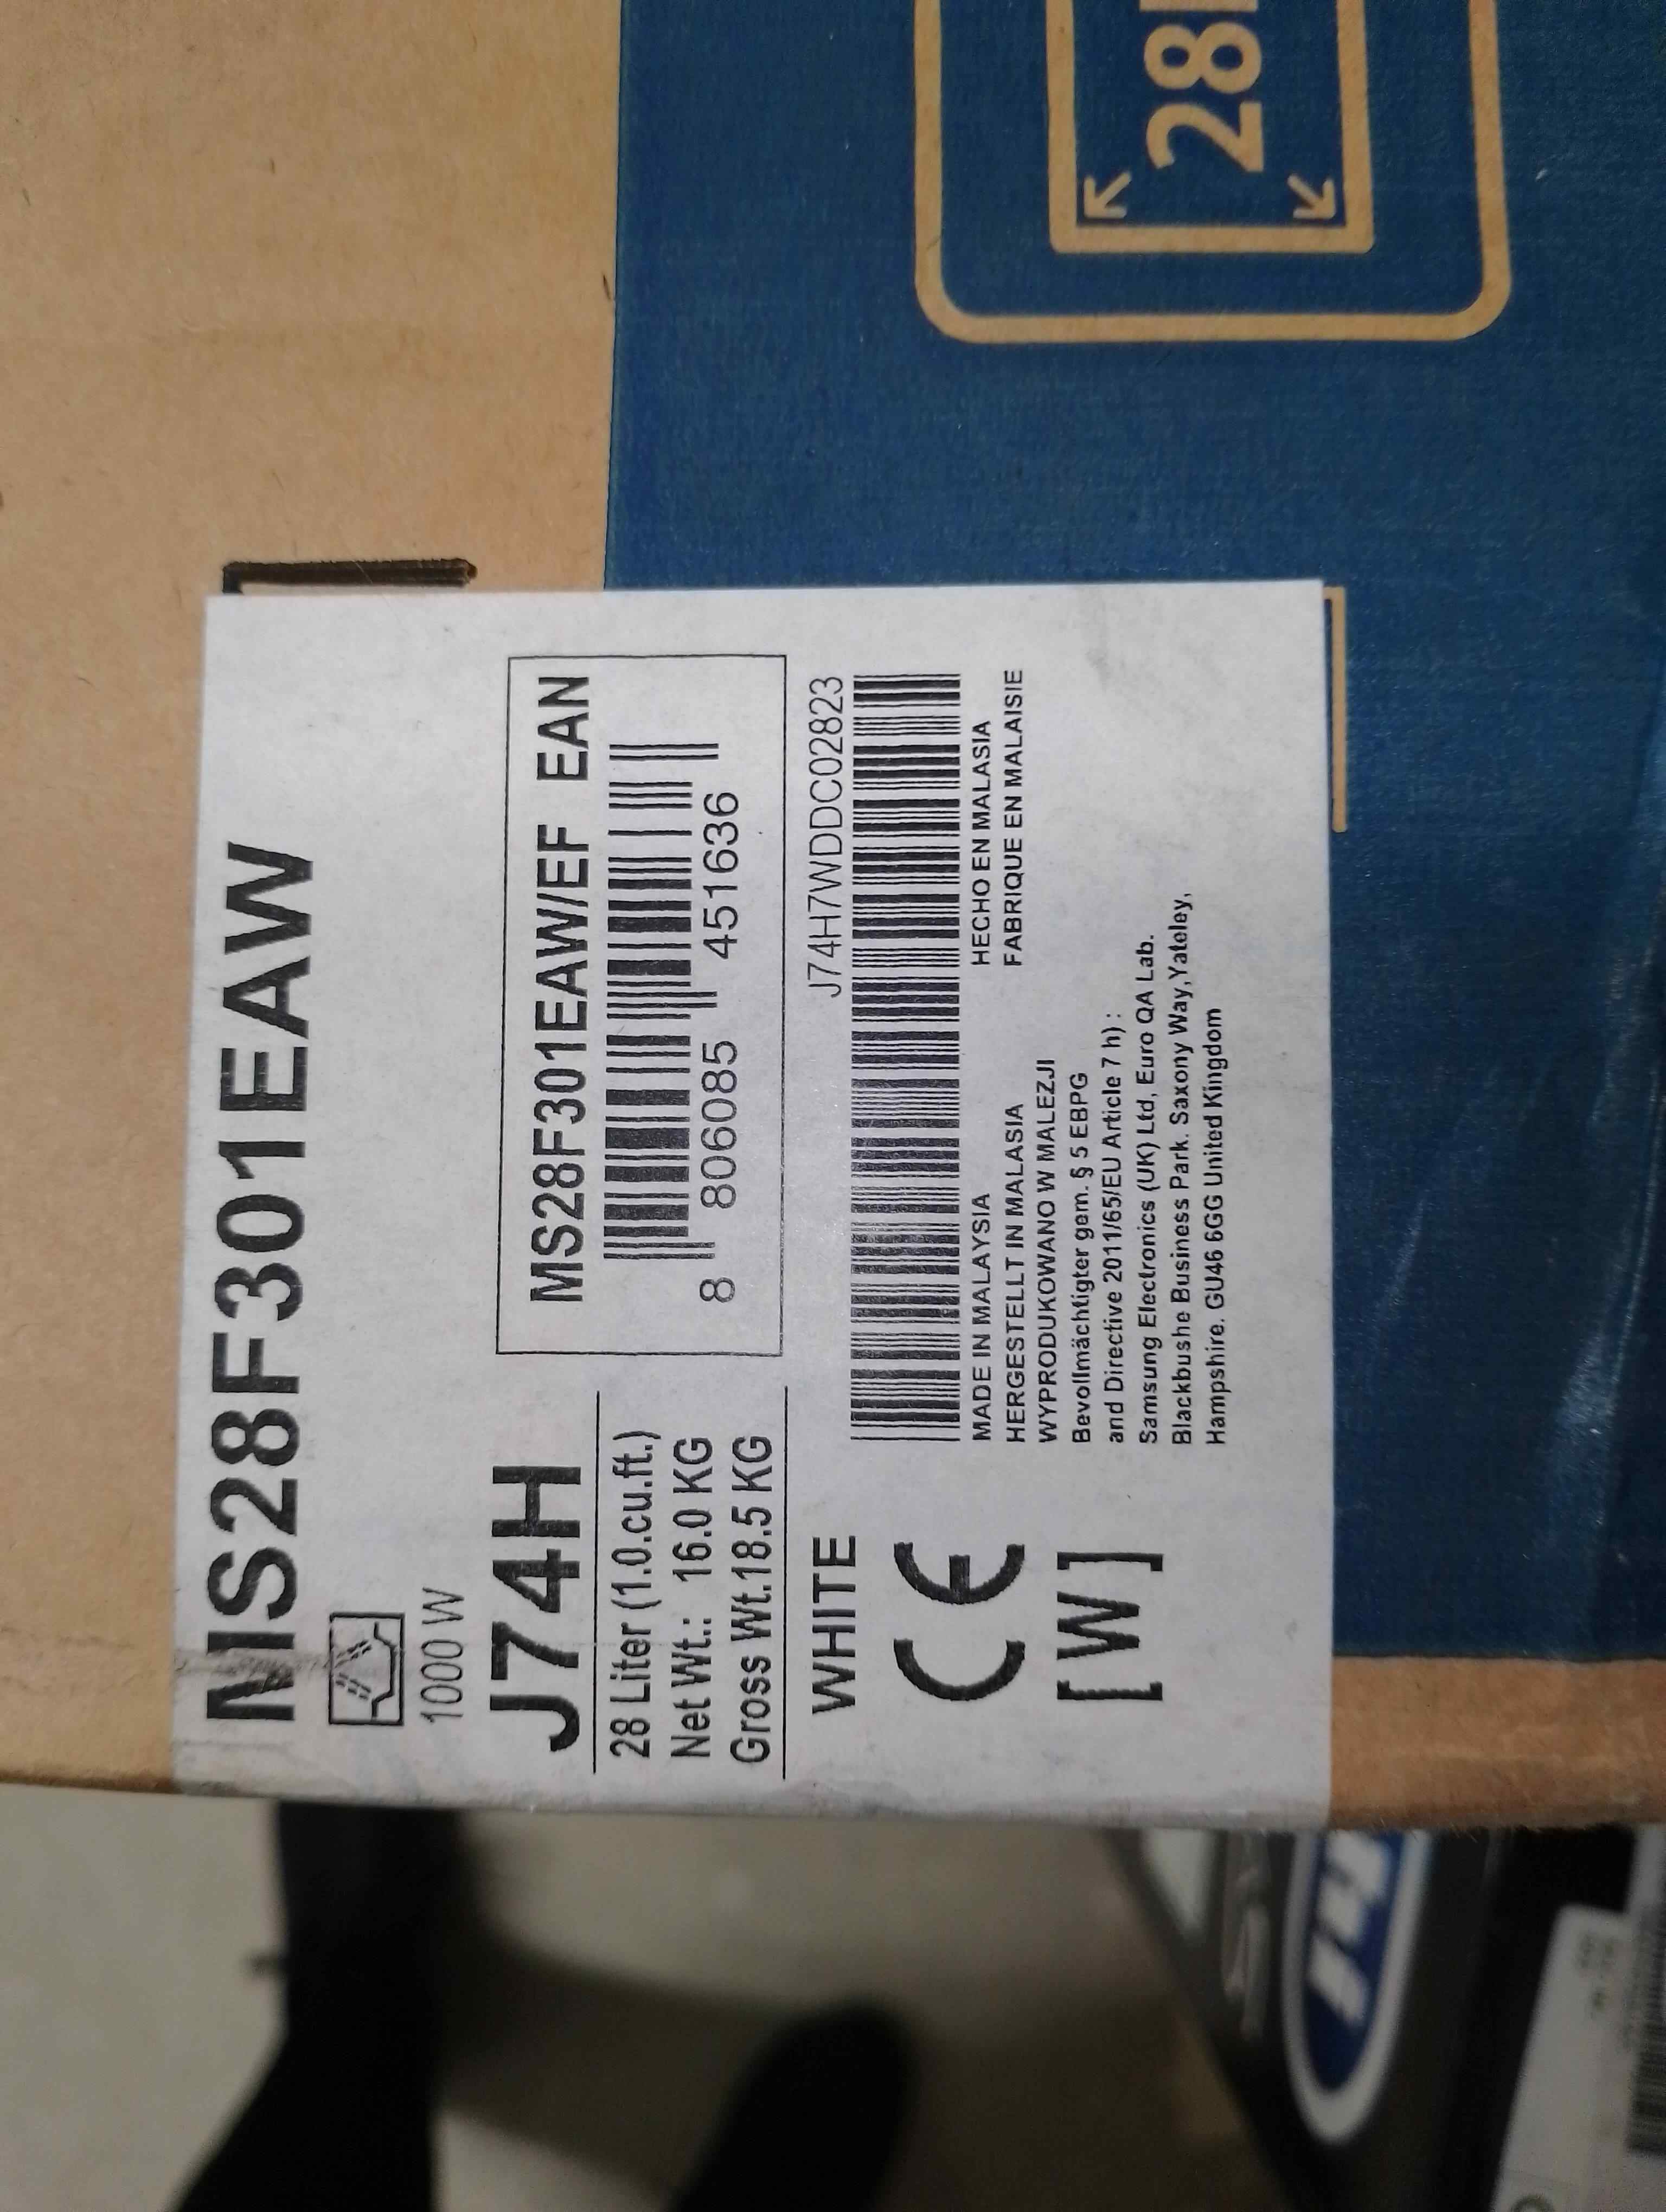 MS28F301EAW
1000 W
J74H
28 Liter (1.0.cu.ft.)
Net Wt.: 16.0 KG
Gross Wt.18.5 KG
MS28F301EAW/EF EAN
8 806085 451636
WHITE
J74H7WDDC02823
MADE IN MALAYSIA
HECHO EN MALASIA
HERGESTELLT IN MALASIA
FABRIQUE EN MALAISIE
WYPRODUKOWANO W MALEZJI
Bevollmächtigter gem. § 5 EBPG
and Directive 2011/65/EU Article 7 h) :
Samsung Electronics (UK) Ltd, Euro QA Lab.
Blackbushe Business Park. Saxony Way,Yateley,
Hampshire. GU46 6GG United Kingdom
CE
[W]
28